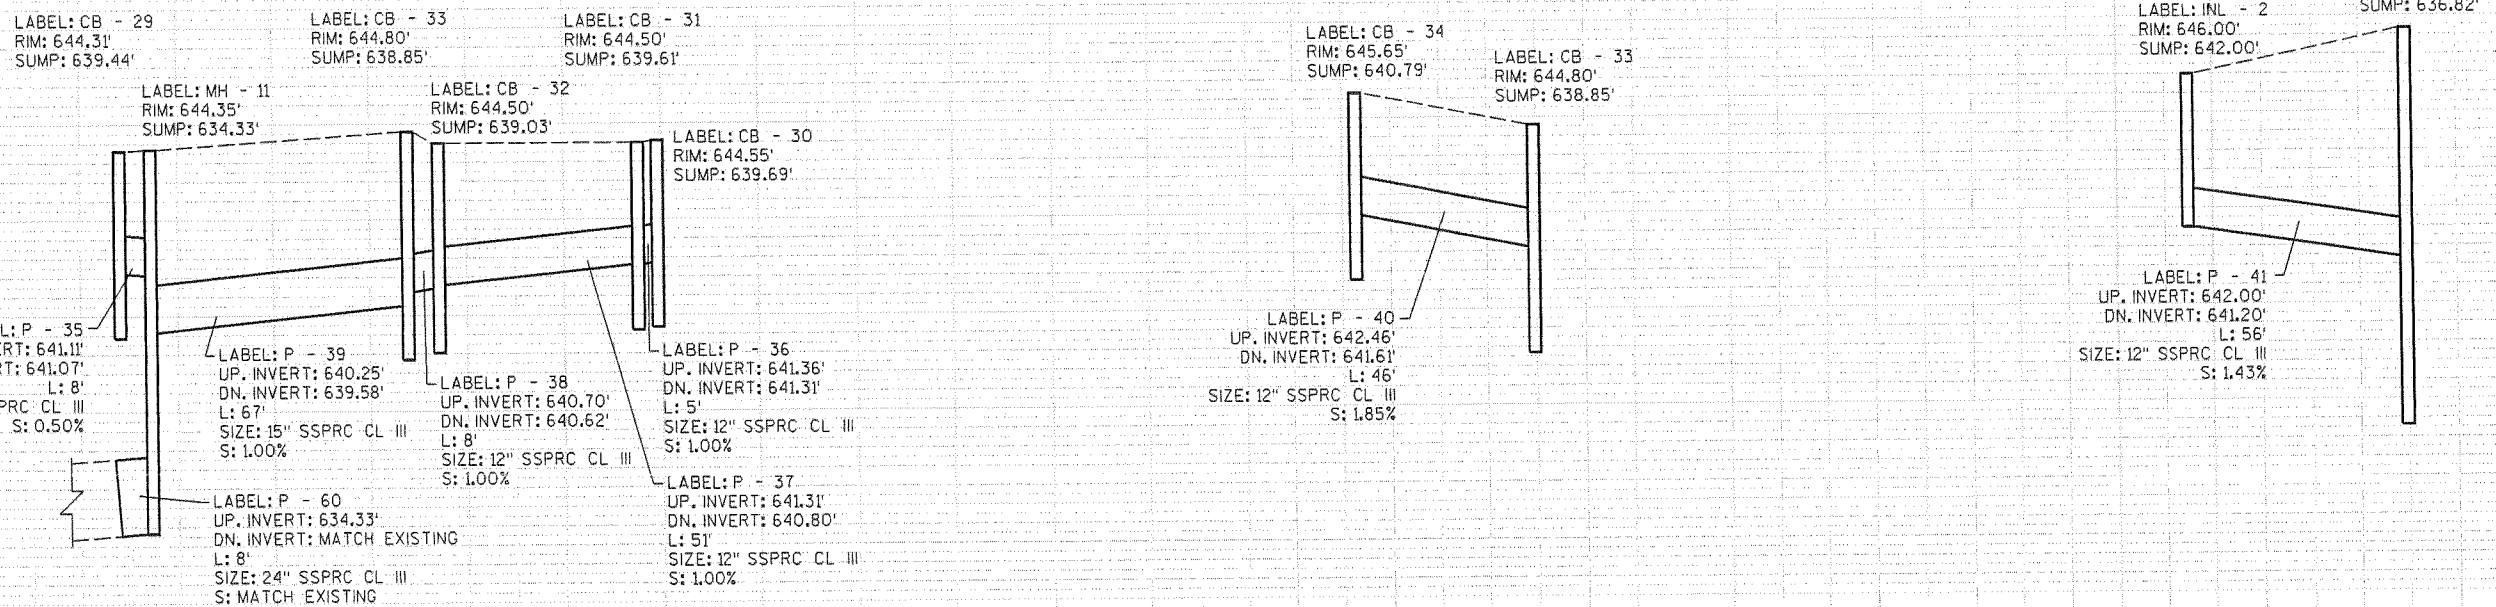 LABEL: CB - 29
RIM: 644.31'
SUMP: 639.44'
LABEL: CB - 33
RIM: 644.80'
SUMP: 638.85'
LABEL: CB - 31
RIM: 644.50'
SUMP: 639.61'
LABEL: MH - 11
RIM: 644.35'
SUMP: 634.33'
LABEL: CB - 32
RIM: 644.50'
SUMP: 639.03'
LABEL: CB - 30
RIM: 644.55'
SUMP: 639.69'
L: P - 35
ERT: 641.11'
T: 641.07'
L: 8'
PRC CL III
S: 0.50%
LABEL: P - 39
UP. INVERT: 640.25'
DN. INVERT: 639.58'
L: 67'
SIZE: 15" SSPRC CL III
S: 1.00%
LABEL: P - 38
UP. INVERT: 640.70'
DN. INVERT: 640.62'
L: 8'
SIZE: 12" SSPRC CL III
S: 1.00%
LABEL: P - 36
UP. INVERT: 641.36'
DN. INVERT: 641.31'
L: 5'
SIZE: 12" SSPRC CL III
S: 1.00%
LABEL: P - 37
UP. INVERT: 641.31'
DN. INVERT: 640.80'
L: 51'
SIZE: 12" SSPRC CL III
S: 1.00%
LABEL: P - 60
UP. INVERT: 634.33'
DN. INVERT: MATCH EXISTING
L: 8'
SIZE: 24" SSPRC CL III
S: MATCH EXISTING
LABEL: CB - 34
RIM: 645.65'
SUMP: 640.79'
LABEL: CB - 33
RIM: 644.80'
SUMP: 638.85'
LABEL: P - 40
UP. INVERT: 642.46'
DN. INVERT: 641.61'
L: 46'
SIZE: 12" SSPRC CL III
S: 1.85%
LABEL: INL - 2
RIM: 646.00'
SUMP: 642.00'
SUMP: 636.82'
LABEL: P - 41
UP. INVERT: 642.00'
DN. INVERT: 641.20'
L: 56'
SIZE: 12" SSPRC CL III
S: 1.43%